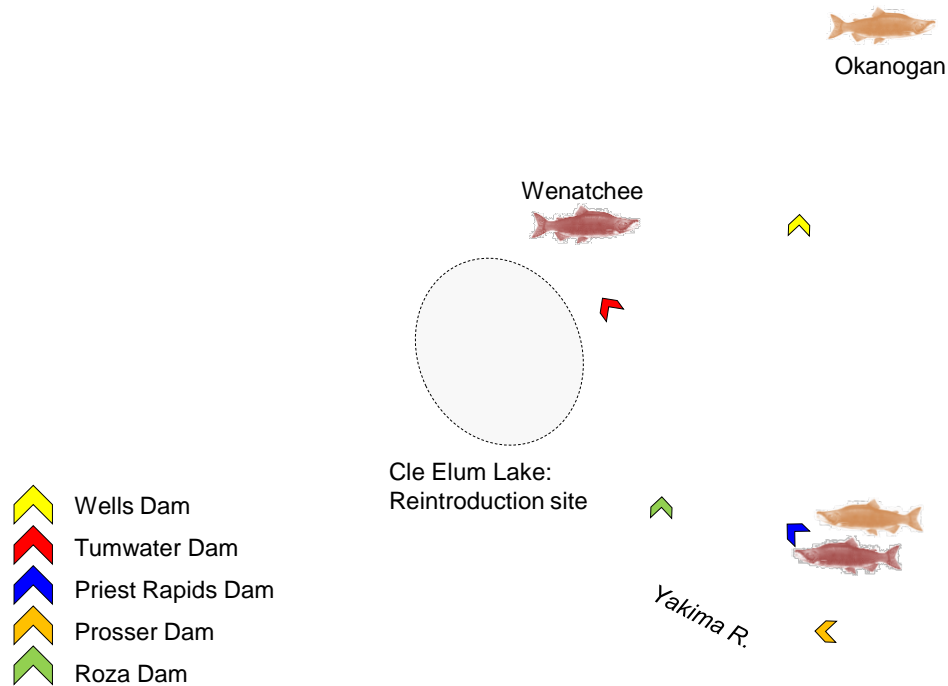 Okanogan
Wenatchee
Cle Elum Lake:
Reintroduction site
Wells Dam
Tumwater Dam
Priest Rapids Dam
Prosser Dam
Roza Dam
Yakima R.